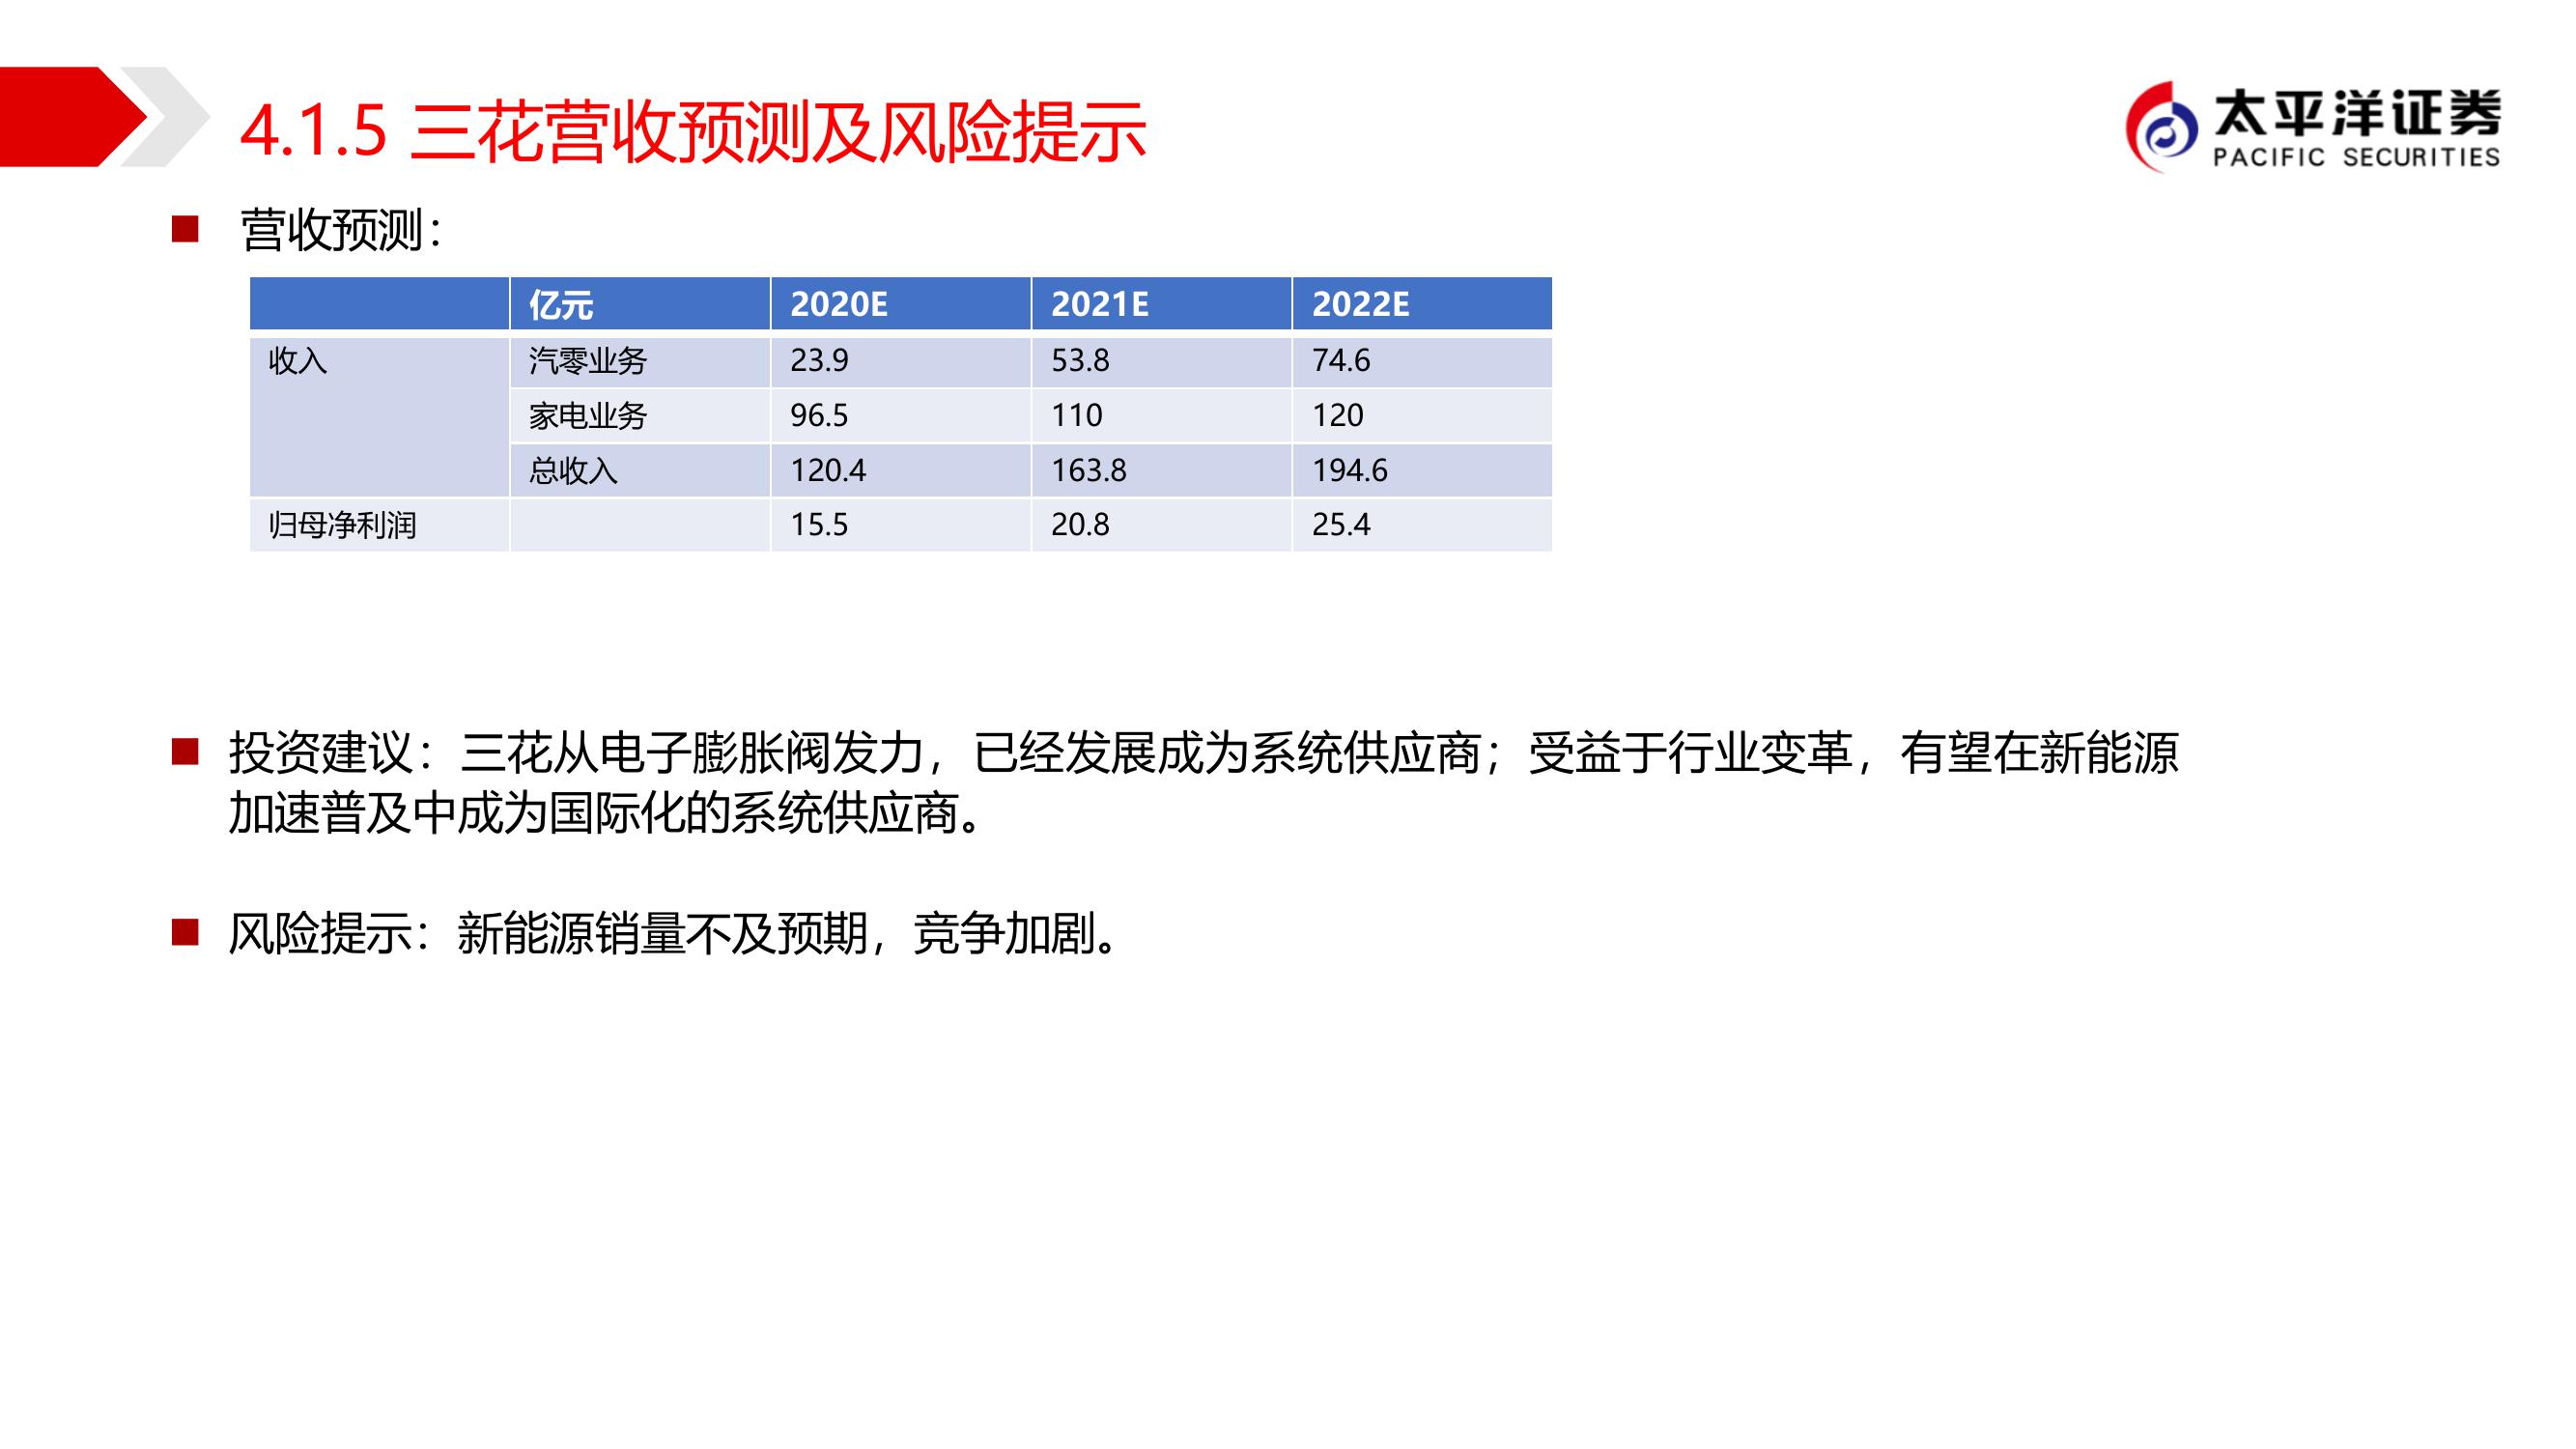 4.1.5 三花营收预测及风险提示
太平洋证券
PACIFIC SECURITIES
营收预测：
亿元 2020E 2021E 2022E
收入 汽零业务 23.9 53.8 74.6
家电业务 96.5 110 120
总收入 120.4 163.8 194.6
归母净利润 15.5 20.8 25.4
投资建议：三花从电子膨胀阀发力，已经发展成为系统供应商；受益于行业变革，有望在新能源
加速普及中成为国际化的系统供应商。
风险提示：新能源销量不及预期，竞争加剧。